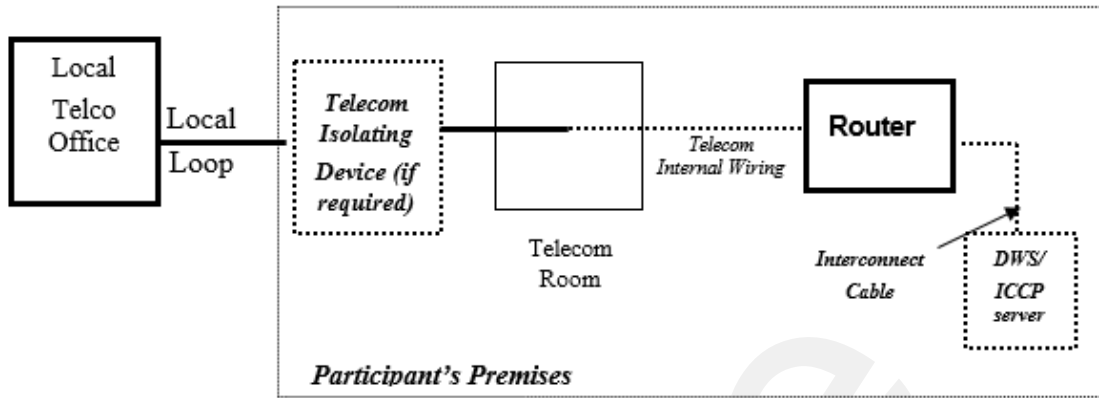 Local
Telco
Office
Local
Loop
Telecom
Isolating
Device (if
required)
Telecom
Room
Telecom
Internal Wiring
Router
Interconnect
Cable
DWS/
ICCP
server
Participant's Premises